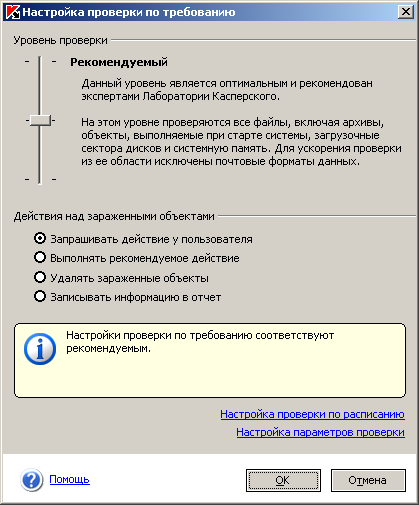 Настройка проверки по требованию
Уровень проверки
Рекомендуемый
Данный уровень является оптимальным и рекомендован
экспертами Лаборатории Касперского.
На этом уровне проверяются все файлы, включая архивы,
объекты, выполняемые при старте системы, загрузочные
сектора дисков и системную память. Для ускорения проверки
из ее области исключены почтовые форматы данных.
Действия над зараженными объектами
Запрашивать действие у пользователя
Выполнять рекомендуемое действие
Удалять зараженные объекты
Записывать информацию в отчет
Настройки проверки по требованию соответствуют
рекомендуемым.
Настройка проверки по расписанию
Настройка параметров проверки
Помощь
OK
Отмена